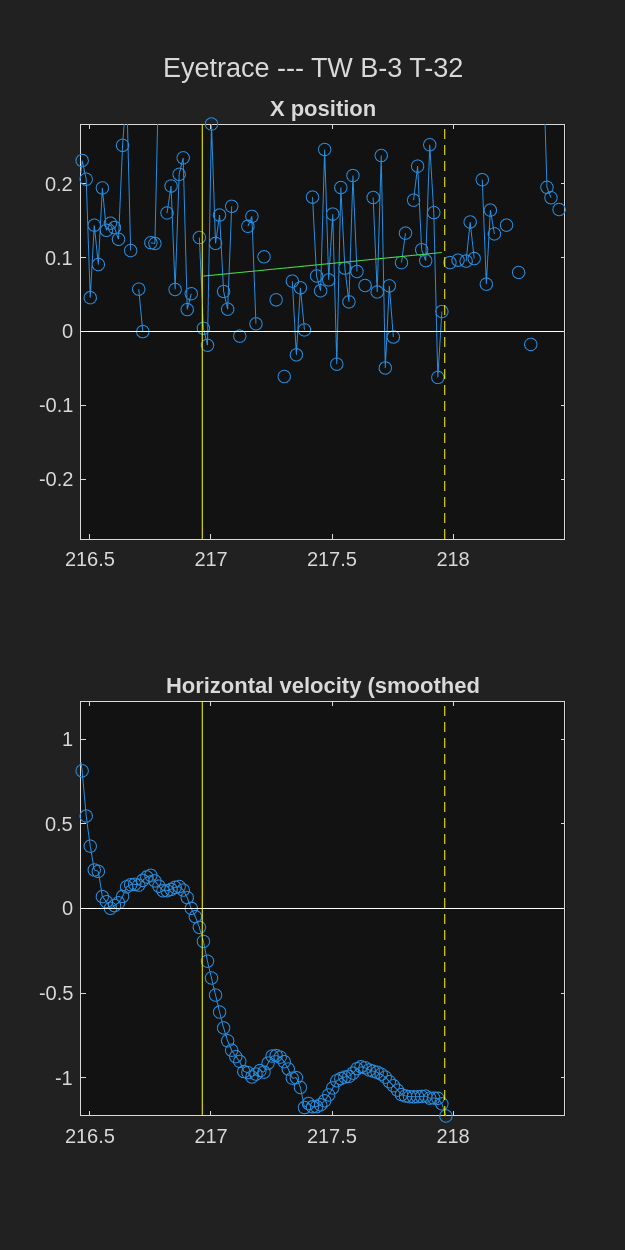 Eyetrace --- TW B-3 T-32
X position
0.2
0.1
0
-0.1
-0.2
216.5 217 217.5 218
Horizontal velocity (smoothed
1
0.5
0
-0.5
-1
216.5 217 217.5 218